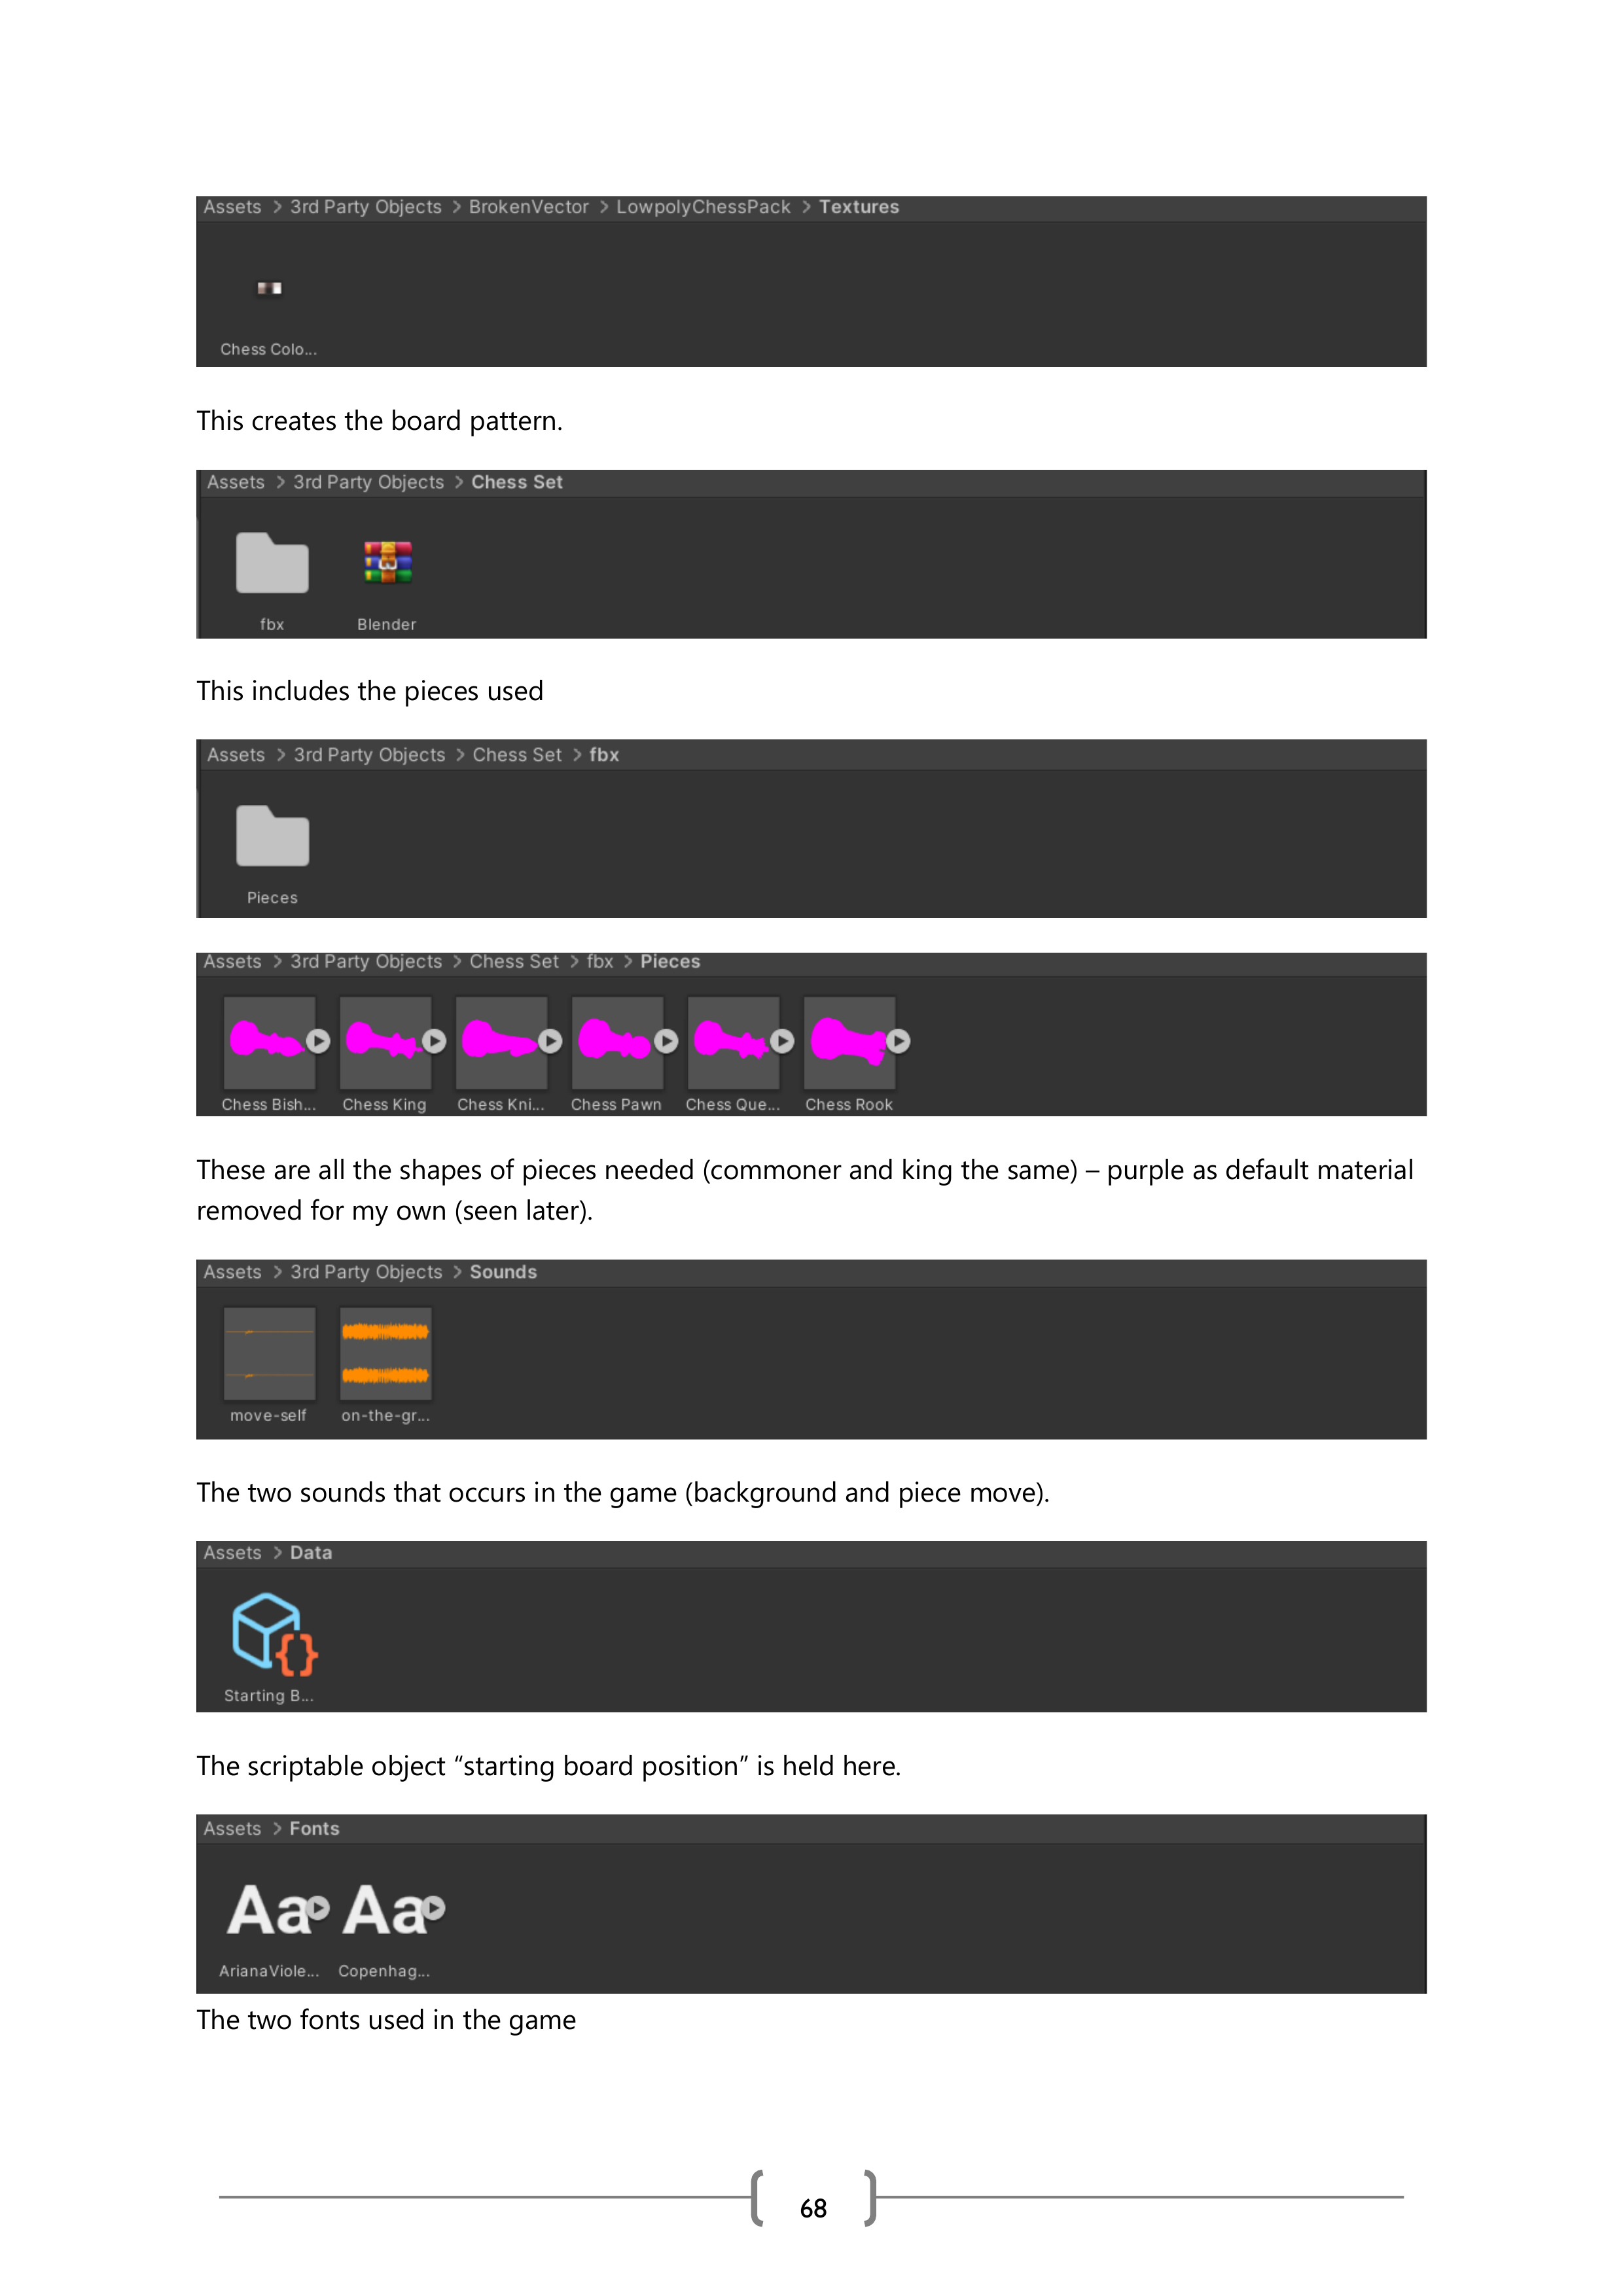 Assets > 3rd Party Objects > BrokenVector > LowpolyChessPack > Textures
Chess Colo...
This creates the board pattern.
Assets > 3rd Party Objects > Chess Set
fbx Blender
This includes the pieces used
Assets > 3rd Party Objects > Chess Set > fbx
Pieces
Assets > 3rd Party Objects > Chess Set > fbx > Pieces
Chess Bish... Chess King Chess Kni... Chess Pawn Chess Que... Chess Rook
These are all the shapes of pieces needed (commoner and king the same) – purple as default material
removed for my own (seen later).
Assets > 3rd Party Objects > Sounds
move-self on-the-gr...
The two sounds that occurs in the game (background and piece move).
Assets > Data
{}
Starting B...
The scriptable object “starting board position” is held here.
Assets > Fonts
Aa Aa
ArianaViole... Copenhag...
The two fonts used in the game
68